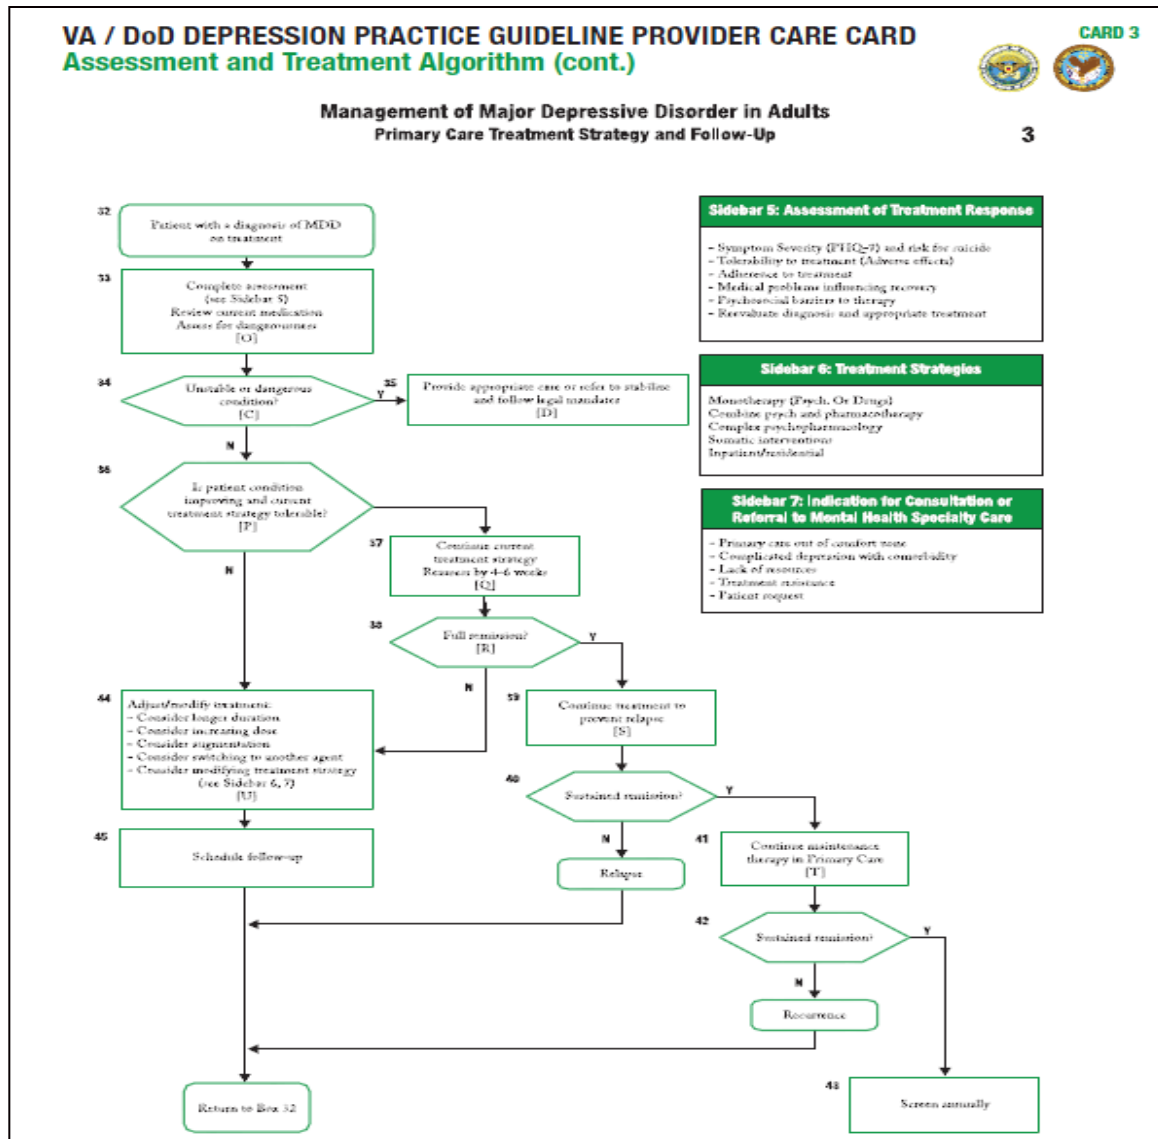 VA / DoD DEPRESSION PRACTICE GUIDELINE PROVIDER CARE CARD
CARD 3
Assessment and Treatment Algorithm (cont.)
Management of Major Depressive Disorder in Adults
Primary Care Treatment Strategy and Follow-Up
3
32
Patient with a diagnosis of MDD
on treatment
33
Complete assessment
(see Sidebar 5)
Review current medication
Assess for dangerousness
[O]
34
Unstable or dangerous
condition?
[C]
Y
35
Provide appropriate care or refer to stabilize
and follow legal mandates
[D]
N
36
Is patient condition
improving and current
treatment strategy tolerable?
[P]
37
Continue current
treatment strategy
Reassess by 4-6 weeks
[Q]
N
38
Full remission?
[R]
Y
N
44
Adjust/modify treatment:
- Consider longer duration
- Consider increasing dose
- Consider augmentation
- Consider switching to another agent
- Consider modifying treatment strategy
(see Sidebar 6, 7)
[U]
39
Continue treatment to
prevent relapse
[S]
40
Sustained remission?
Y
N
45
Schedule follow-up
Relapse
41
Continue maintenance
therapy in Primary Care
[T]
42
Sustained remission?
Y
N
Recurrence
Return to Box 32
43
Screen annually
Sidebar 5: Assessment of Treatment Response
- Symptom Severity (PHQ-9) and risk for suicide
- Tolerability to treatment (Adverse effects)
- Adherence to treatment
- Medical problems influencing recovery
- Psychosocial barriers to therapy
- Reevaluate diagnosis and appropriate treatment
Sidebar 6: Treatment Strategies
Monotherapy (Psych. Or Drugs)
Combine psych and pharmacotherapy
Complex psychopharmacology
Somatic interventions
Inpatient/residential
Sidebar 7: Indication for Consultation or
Referral to Mental Health Specialty Care
- Primary care out of comfort zone
- Complicated depression with comorbidity
- Lack of resources
- Treatment resistance
- Patient request